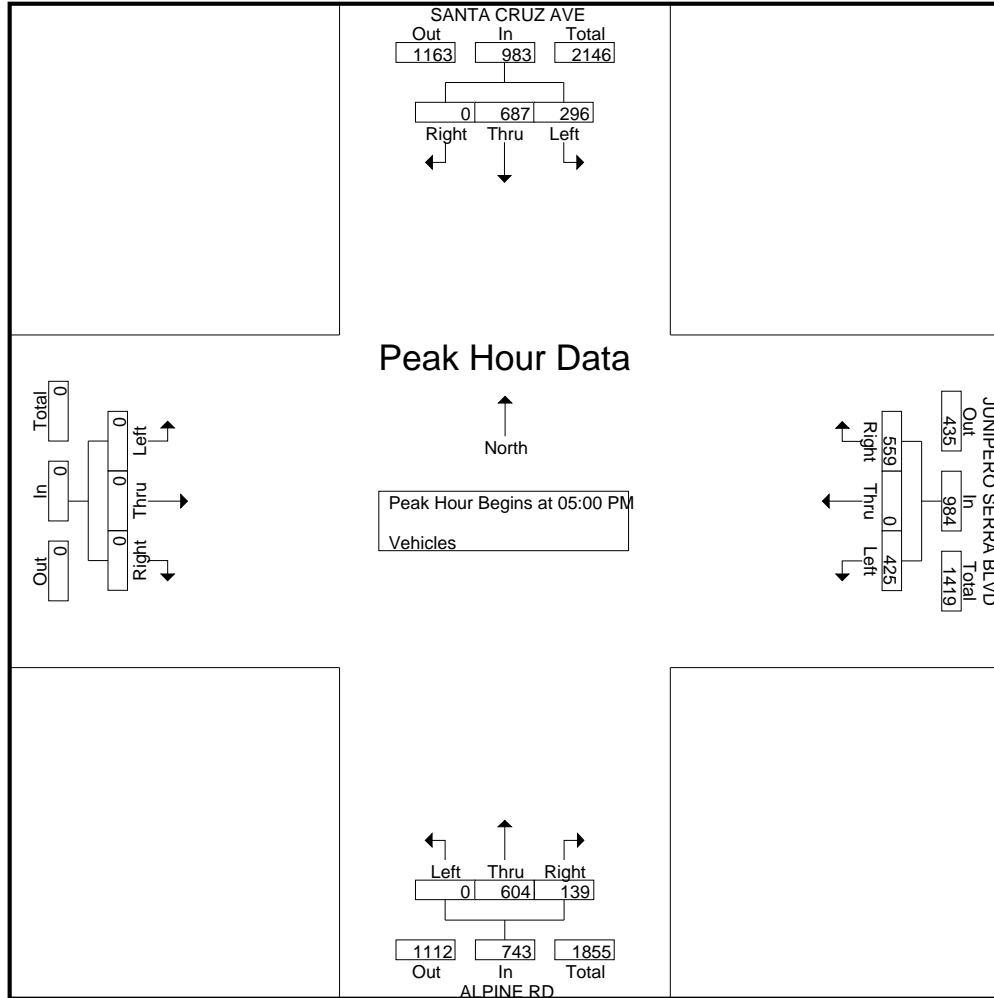 SANTA CRUZ AVE
Out In Total
1163 983 2146
0 687 296
Right Thru Left
Peak Hour Data
North
Peak Hour Begins at 05:00 PM
Vehicles
Total In Out
0 0 0
0 0 0
Left Thru Right
JUNIPERO SERRA BLVD
Out In Total
435 984 1419
559 0 425
Right Thru Left
Left Thru Right
0 604 139
1112 743 1855
Out In Total
ALPINE RD